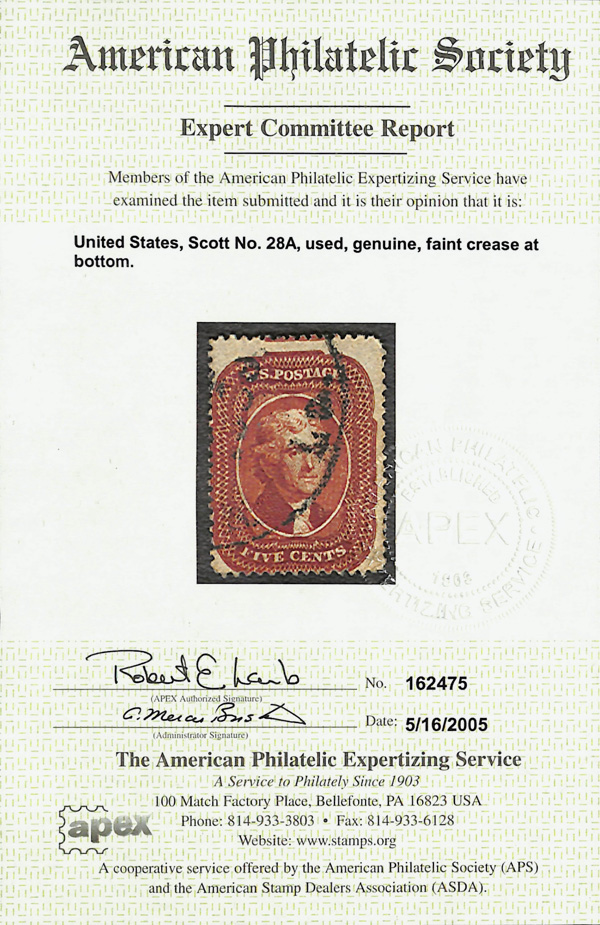 American Philatelic Society
Expert Committee Report
Members of the American Philatelic Expertizing Service have
examined the item submitted and it is their opinion that it is:
United States, Scott No. 28A, used, genuine, faint crease at
bottom.
U.S. POSTAGE
FIVE CENTS
AMERICAN PHILATELIC
APEX
1903
EXPERTIZING SERVICE
No. 162475
(APEX Authorized Signature)
Date: 5/16/2005
(Administrator Signature)
The American Philatelic Expertizing Service
A Service to Philately Since 1903
100 Match Factory Place, Bellefonte, PA 16823 USA
Phone: 814-933-3803 • Fax: 814-933-6128
Website: www.stamps.org
apex
A cooperative service offered by the American Philatelic Society (APS)
and the American Stamp Dealers Association (ASDA).